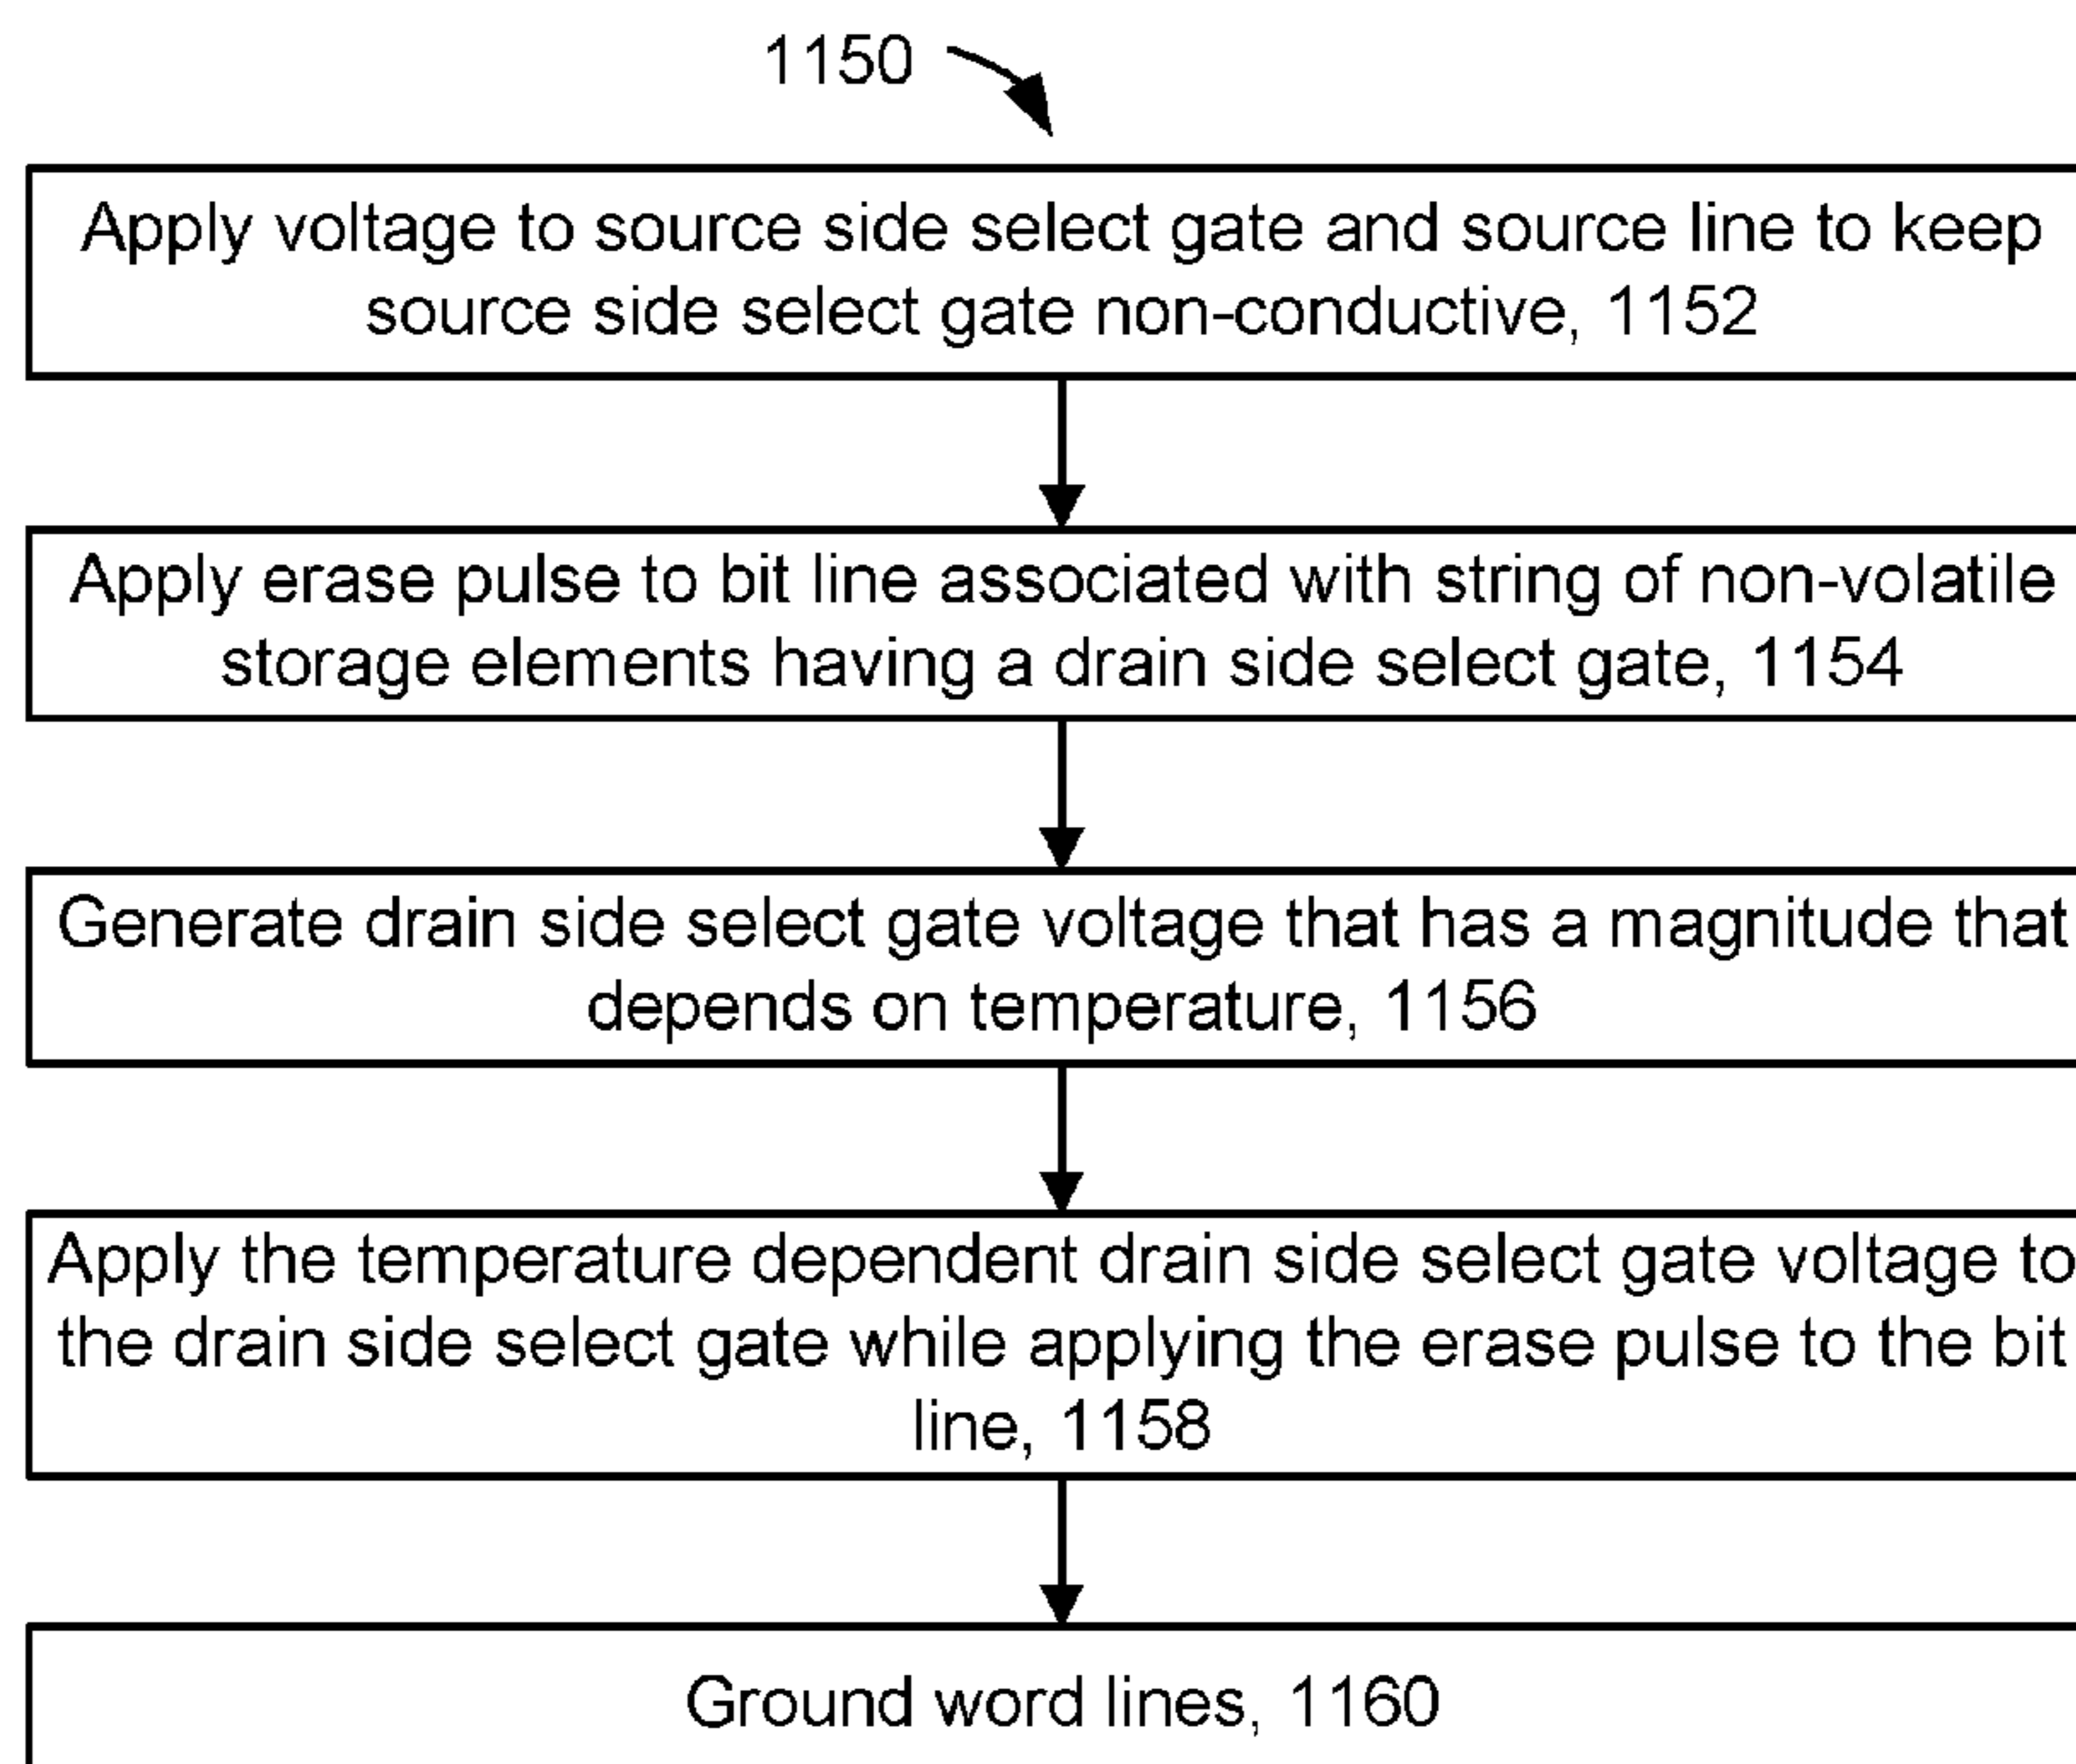 1150
Apply voltage to source side select gate and source line to keep
source side select gate non-conductive, 1152
Apply erase pulse to bit line associated with string of non-volatile
storage elements having a drain side select gate, 1154
Generate drain side select gate voltage that has a magnitude that
depends on temperature, 1156
Apply the temperature dependent drain side select gate voltage to
the drain side select gate while applying the erase pulse to the bit
line, 1158
Ground word lines, 1160